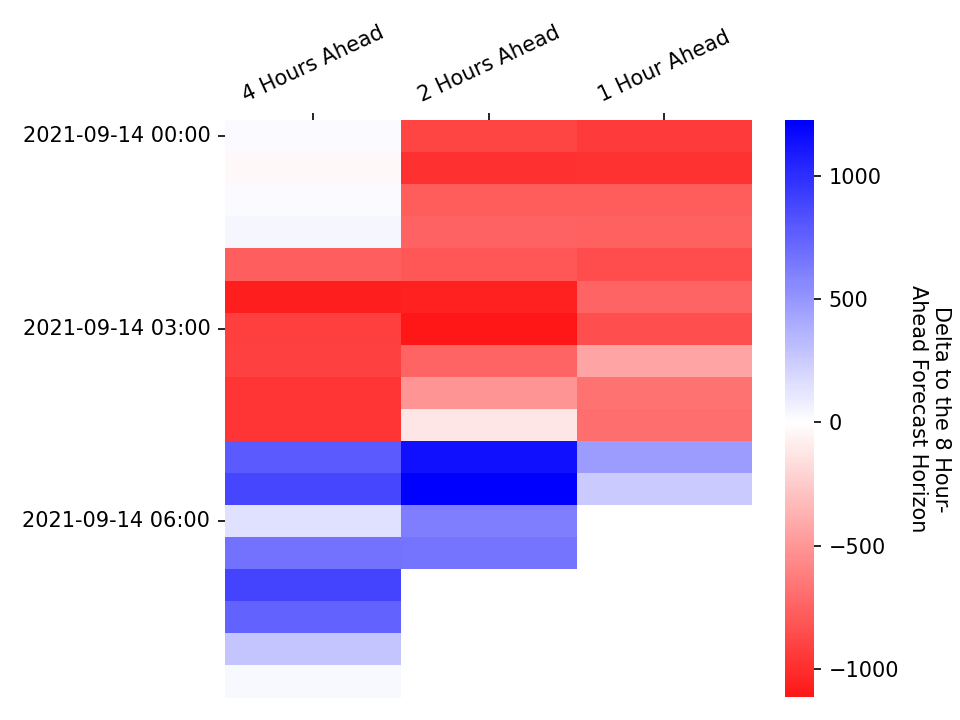 4 Hours Ahead
2 Hours Ahead
1 Hour Ahead
2021-09-14 00:00
2021-09-14 03:00
2021-09-14 06:00
1000
500
0
−500
−1000
Delta to the 8 Hour-
Ahead Forecast Horizon